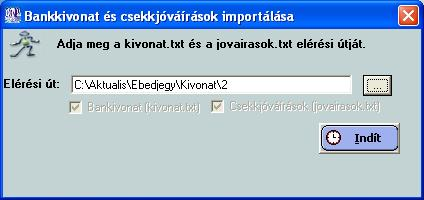 Bankkivonat és csekkjóváírások importálása
Adja meg a kivonat.txt és a jovairasok.txt elérési útját.
Elérési út: C:\Aktualis\Ebedjegy\Kivonat\2 ...
Bankivonat (kivonat.txt) Csekkjóváírások (jovairasok.txt)
Indít